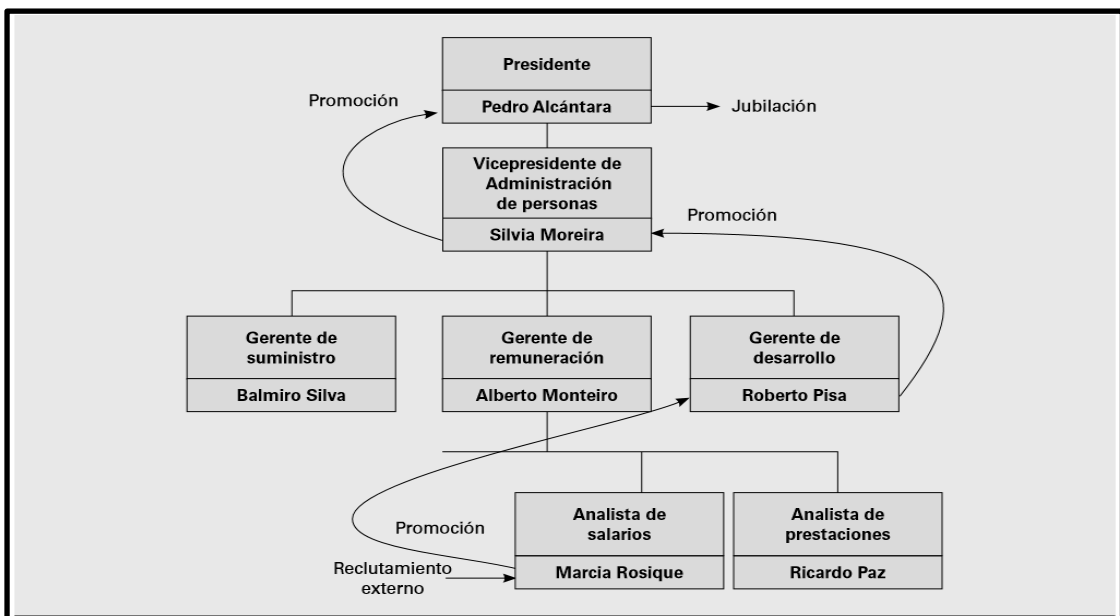 Presidente
Promoción
Pedro Alcántara
Jubilación
Vicepresidente de
Administración
de personas
Promoción
Silvia Moreira
Gerente de
suministro
Gerente de
remuneración
Gerente de
desarrollo
Balmiro Silva
Alberto Monteiro
Roberto Pisa
Analista de
salarios
Analista de
prestaciones
Promoción
Reclutamiento
externo
Marcia Rosique
Ricardo Paz